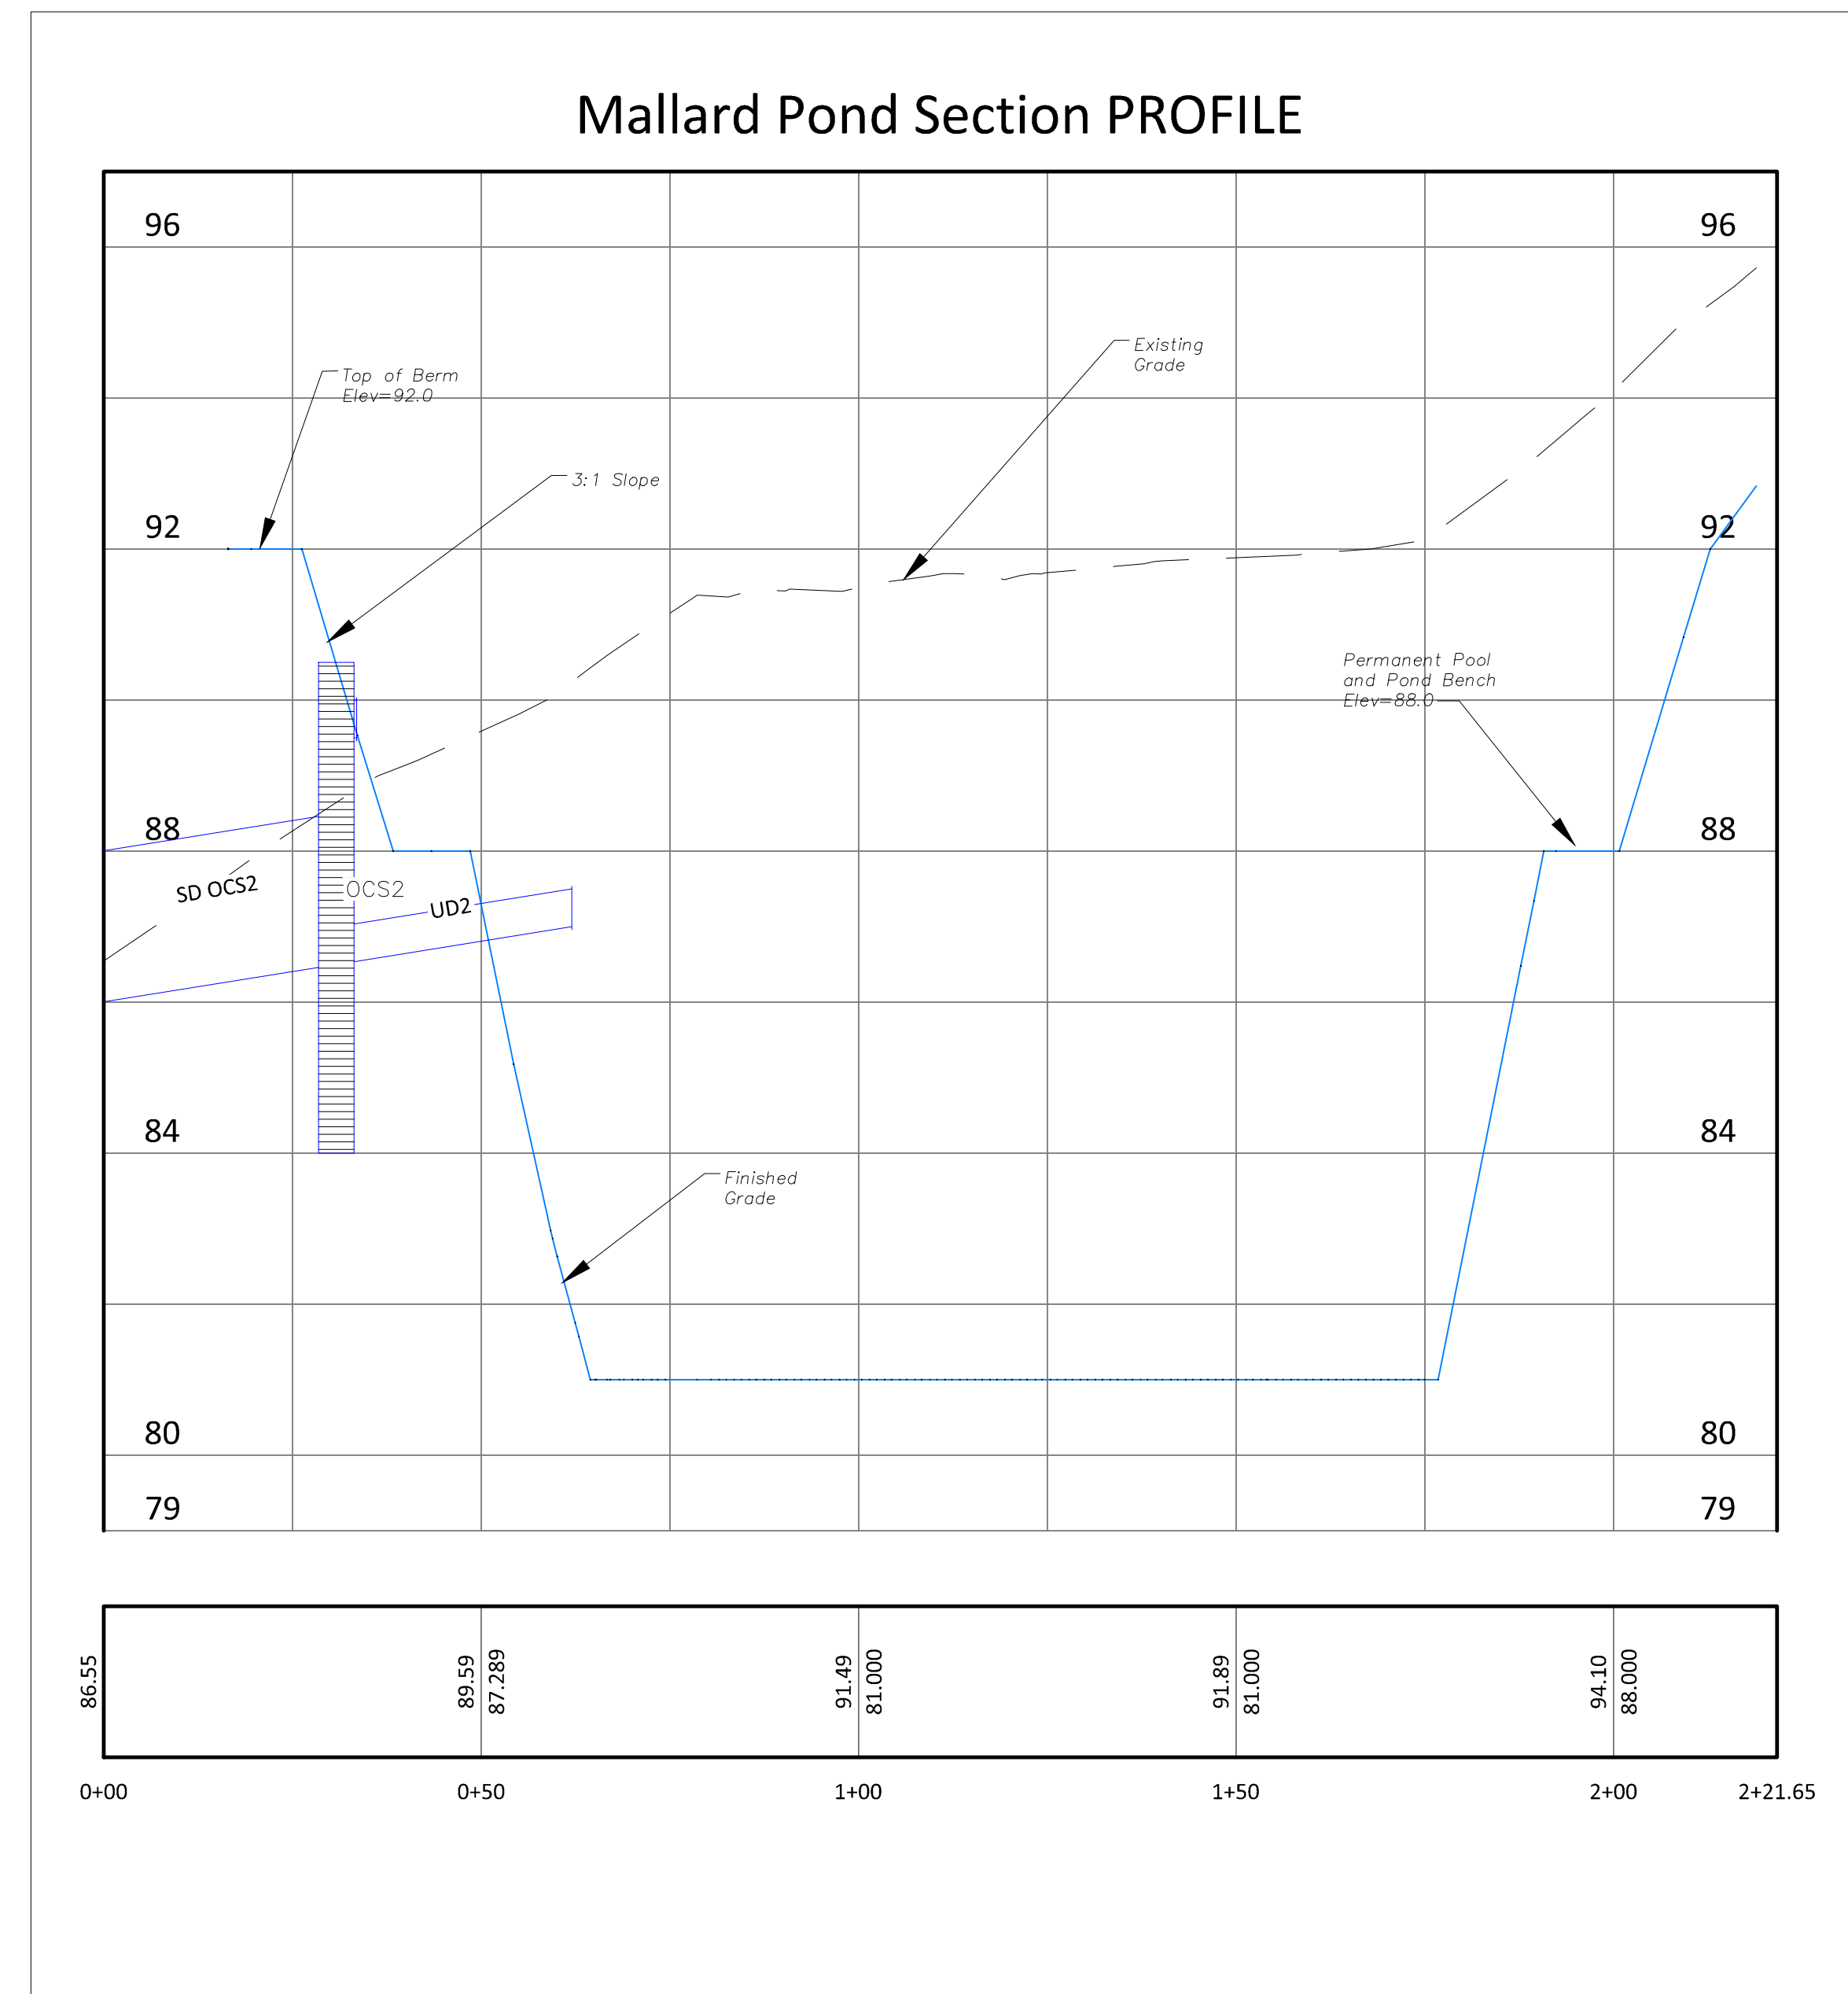 Mallard Pond Section PROFILE
96
96
Existing
Grade
Top of Berm
Elev=92.0
3:1 Slope
92
92
Permanent Pool
and Pond Bench
Elev=88.0
88
88
SD OCS2
OCS2
UD2
84
84
Finished
Grade
80
80
79
79
86.55
89.59
87.289
91.49
81.000
91.89
81.000
94.10
88.000
0+00
0+50
1+00
1+50
2+00
2+21.65